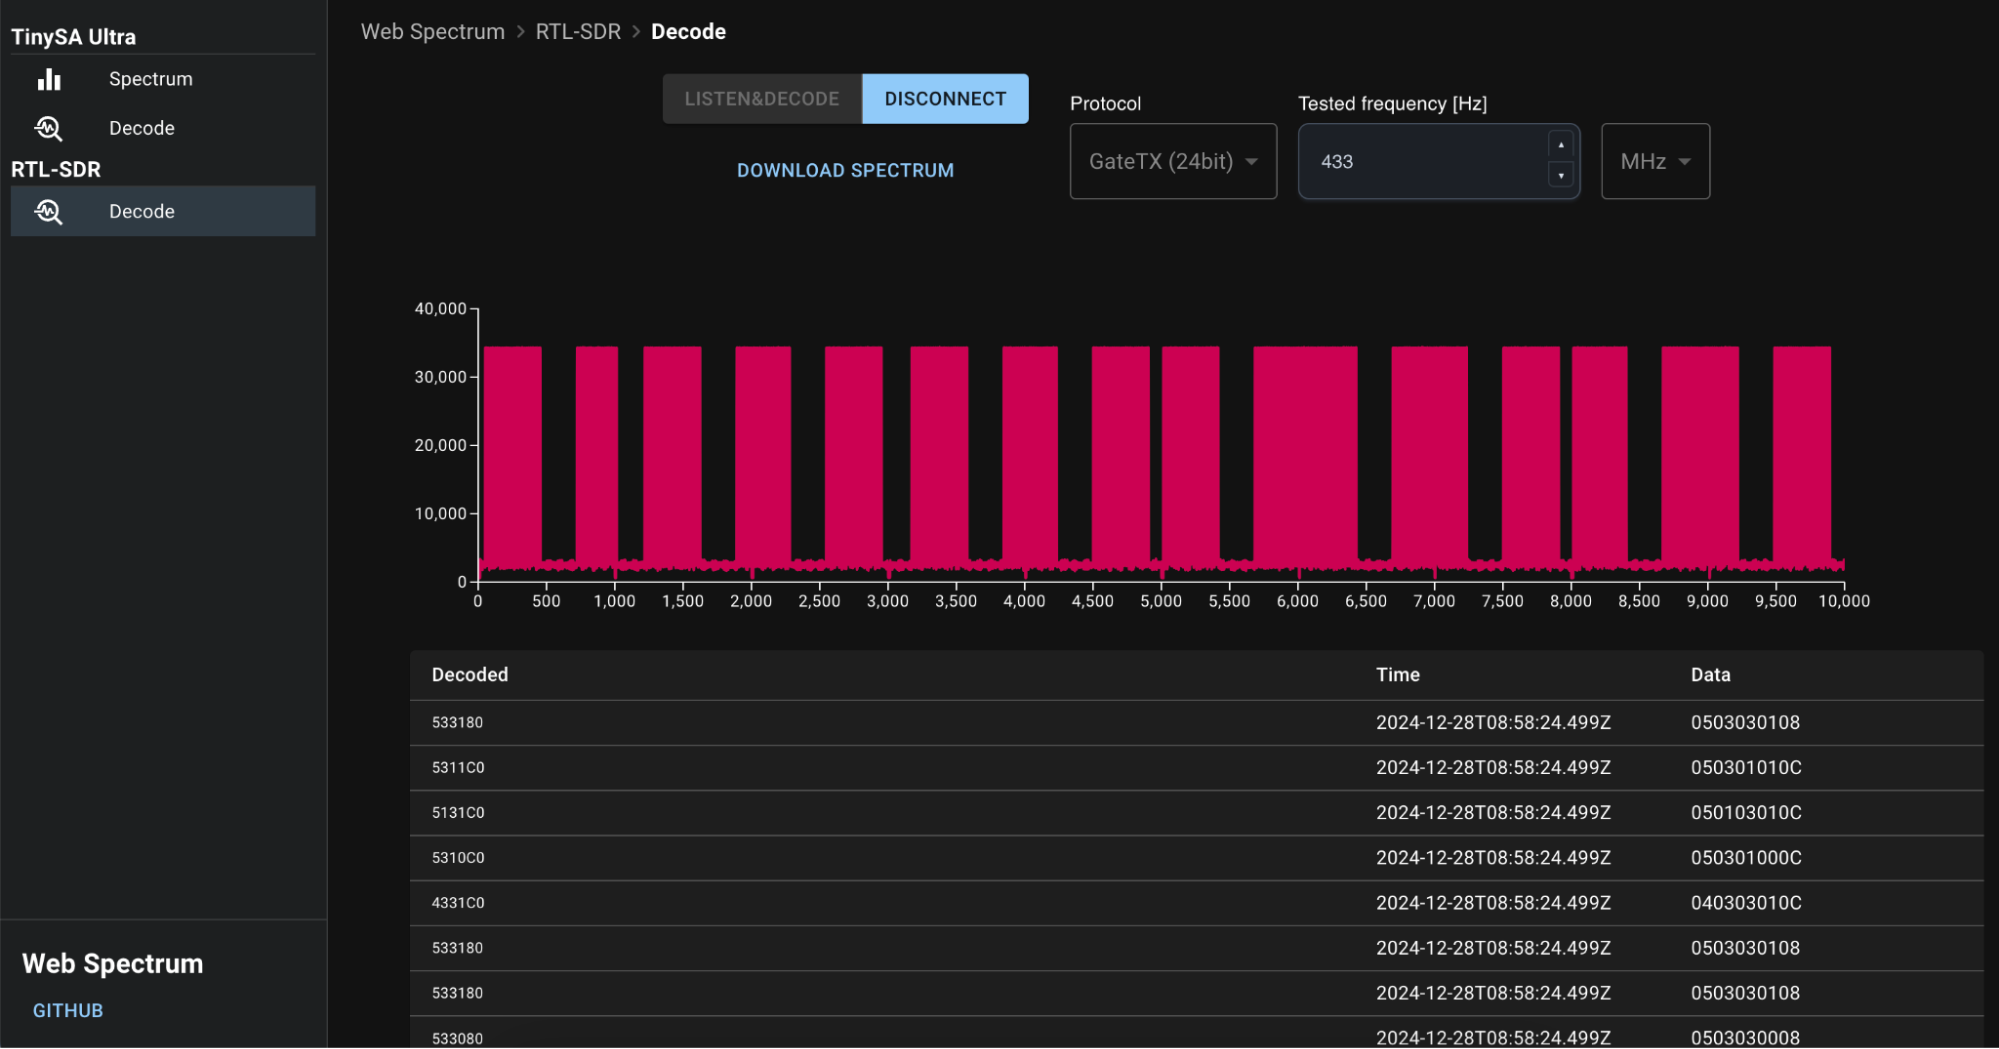 TinySA Ultra
Spectrum
Decode
RTL-SDR
Decode
Web Spectrum
GITHUB
Web Spectrum > RTL-SDR > Decode
LISTEN&DECODE DISCONNECT
DOWNLOAD SPECTRUM
Protocol
GateTX (24bit)
Tested frequency [Hz]
433
MHz
40,000
30,000
20,000
10,000
0
0 500 1,000 1,500 2,000 2,500 3,000 3,500 4,000 4,500 5,000 5,500 6,000 6,500 7,000 7,500 8,000 8,500 9,000 9,500 10,000
Decoded Time Data
533180 2024-12-28T08:58:24.499Z 0503030108
5311C0 2024-12-28T08:58:24.499Z 050301010C
5131C0 2024-12-28T08:58:24.499Z 050103010C
5310C0 2024-12-28T08:58:24.499Z 050301000C
4331C0 2024-12-28T08:58:24.499Z 040303010C
533180 2024-12-28T08:58:24.499Z 0503030108
533180 2024-12-28T08:58:24.499Z 0503030108
533080 2024-12-28T08:58:24.499Z 0503030008